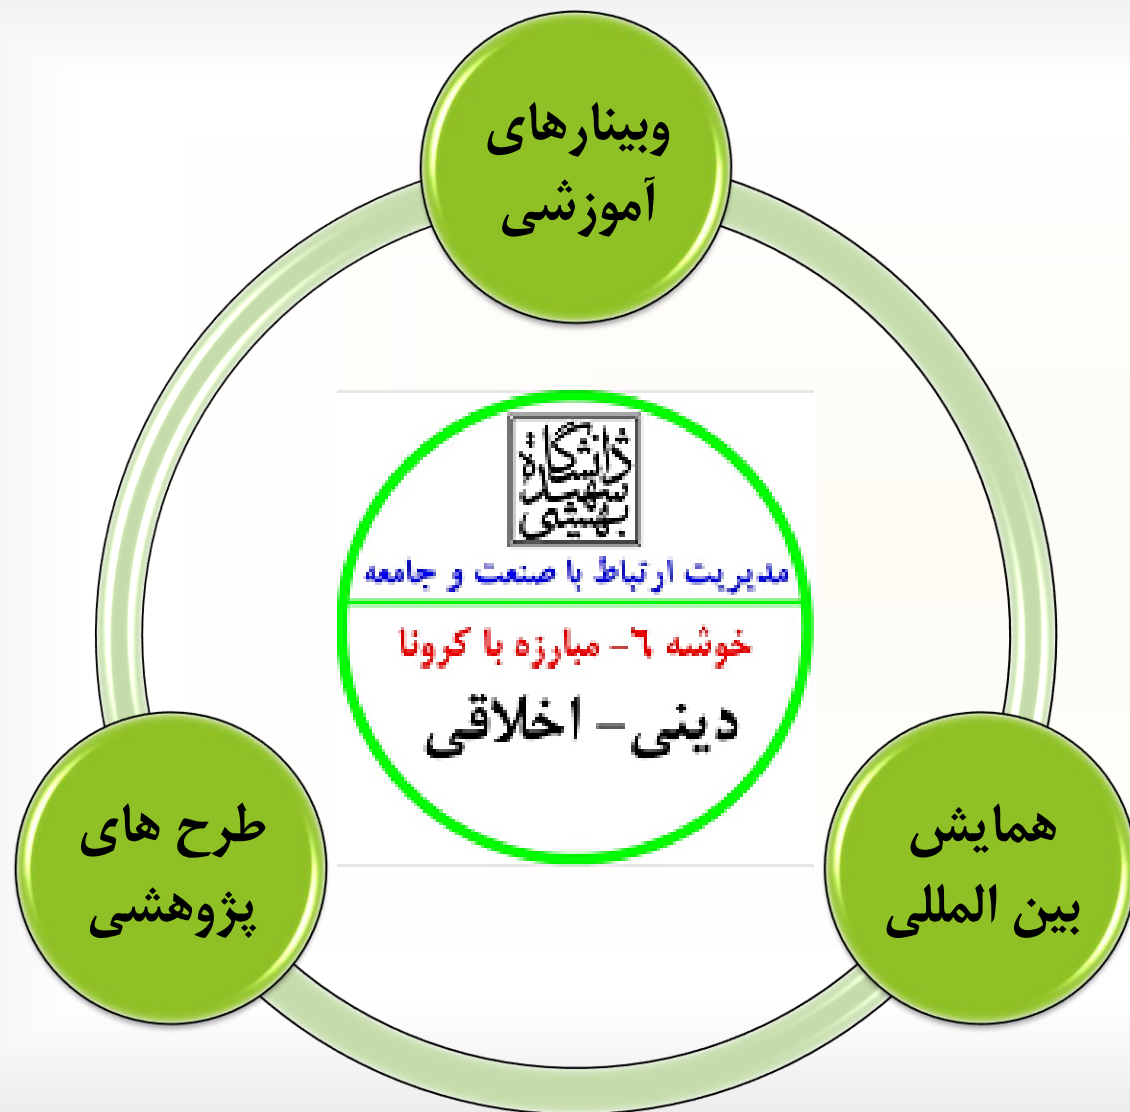 وبینارهای
آموزشی
دانشگاه
شهید
بهشتی
مدیریت ارتباط با صنعت و جامعه
خوشه ٦- مبارزه با کرونا
دینی- اخلاقی
طرح های
پژوهشی
همایش
بین المللی